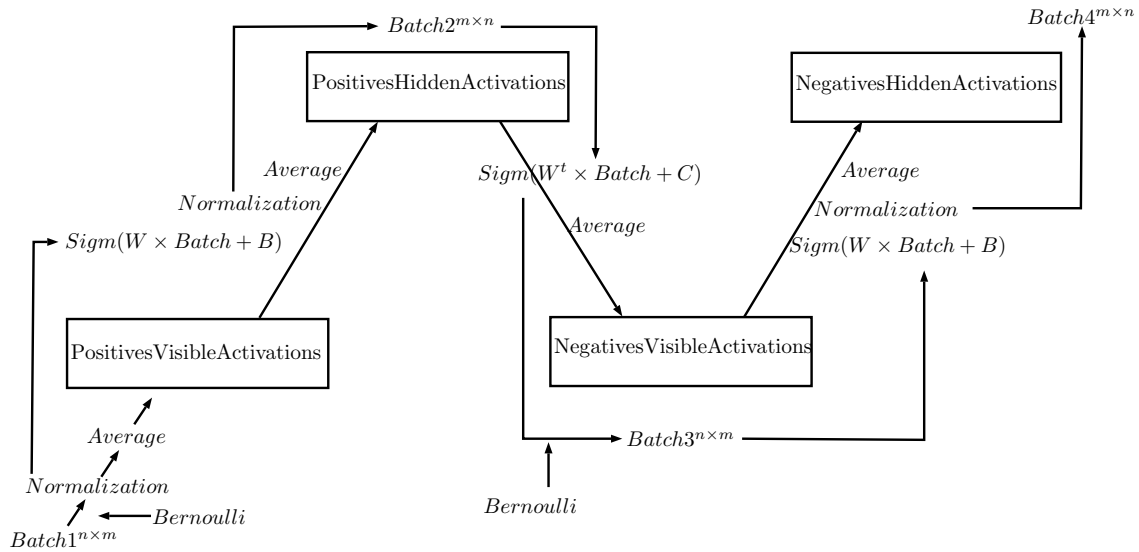 Batch4^{m×n}
Batch2^{m×n}
PositivesHiddenActivations
NegativesHiddenActivations
Average
Sigm(W^t × Batch + C)
Average
Normalization
Normalization
Average
Sigm(W × Batch + B)
Sigm(W × Batch + B)
PositivesVisibleActivations
NegativesVisibleActivations
Average
Batch3^{n×m}
Normalization
Bernoulli
Bernoulli
Batch1^{n×m}